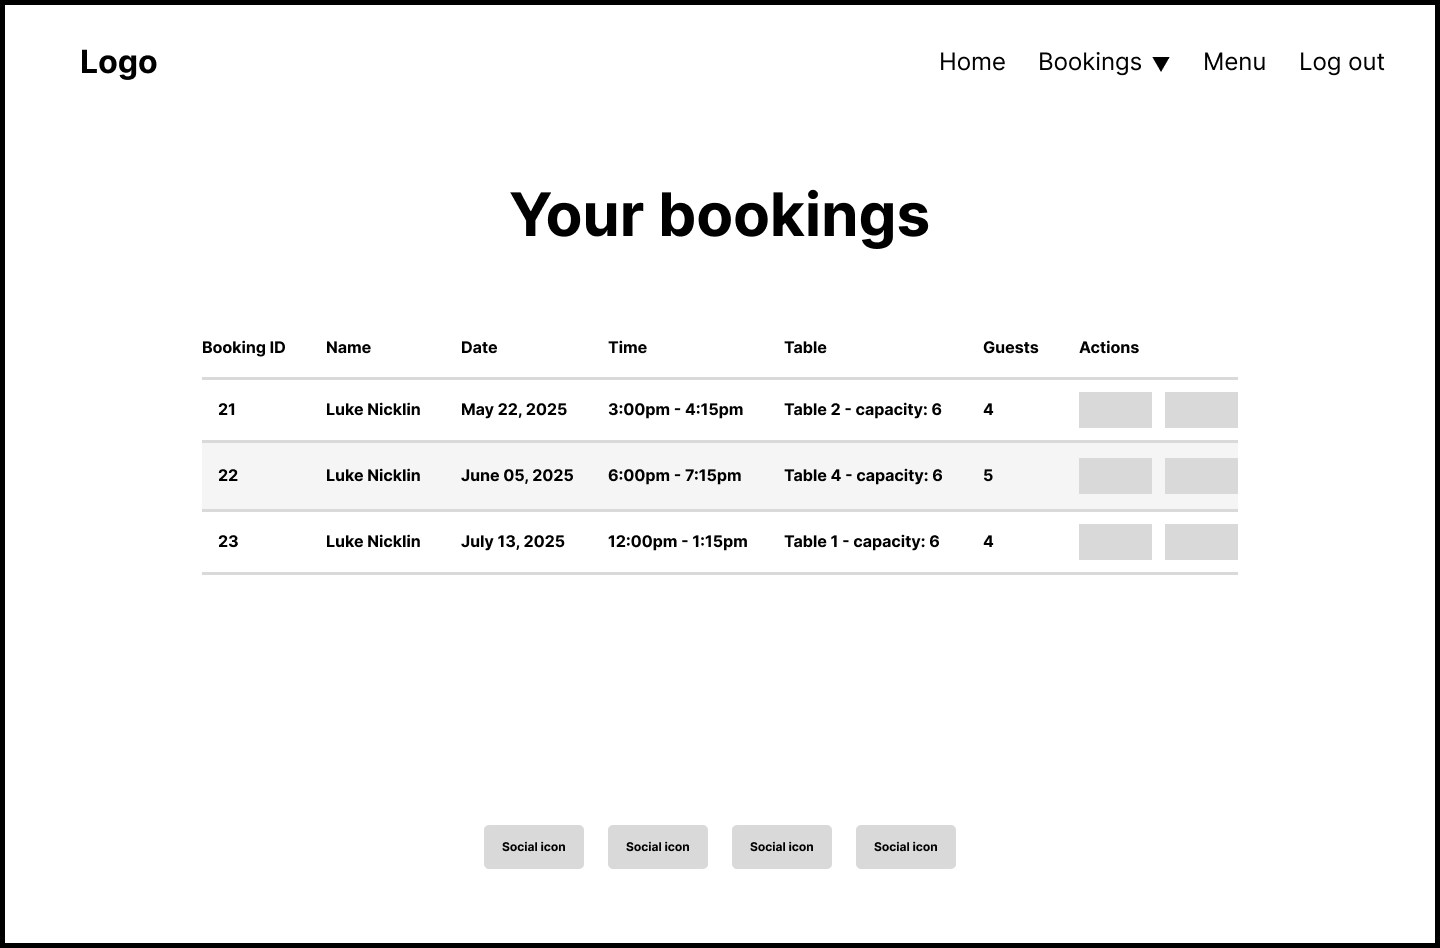 Logo
Home Bookings ▼ Menu Log out
Your bookings
Booking ID Name Date Time Table Guests Actions
21 Luke Nicklin May 22, 2025 3:00pm - 4:15pm Table 2 - capacity: 6 4
22 Luke Nicklin June 05, 2025 6:00pm - 7:15pm Table 4 - capacity: 6 5
23 Luke Nicklin July 13, 2025 12:00pm - 1:15pm Table 1 - capacity: 6 4
Social icon Social icon Social icon Social icon